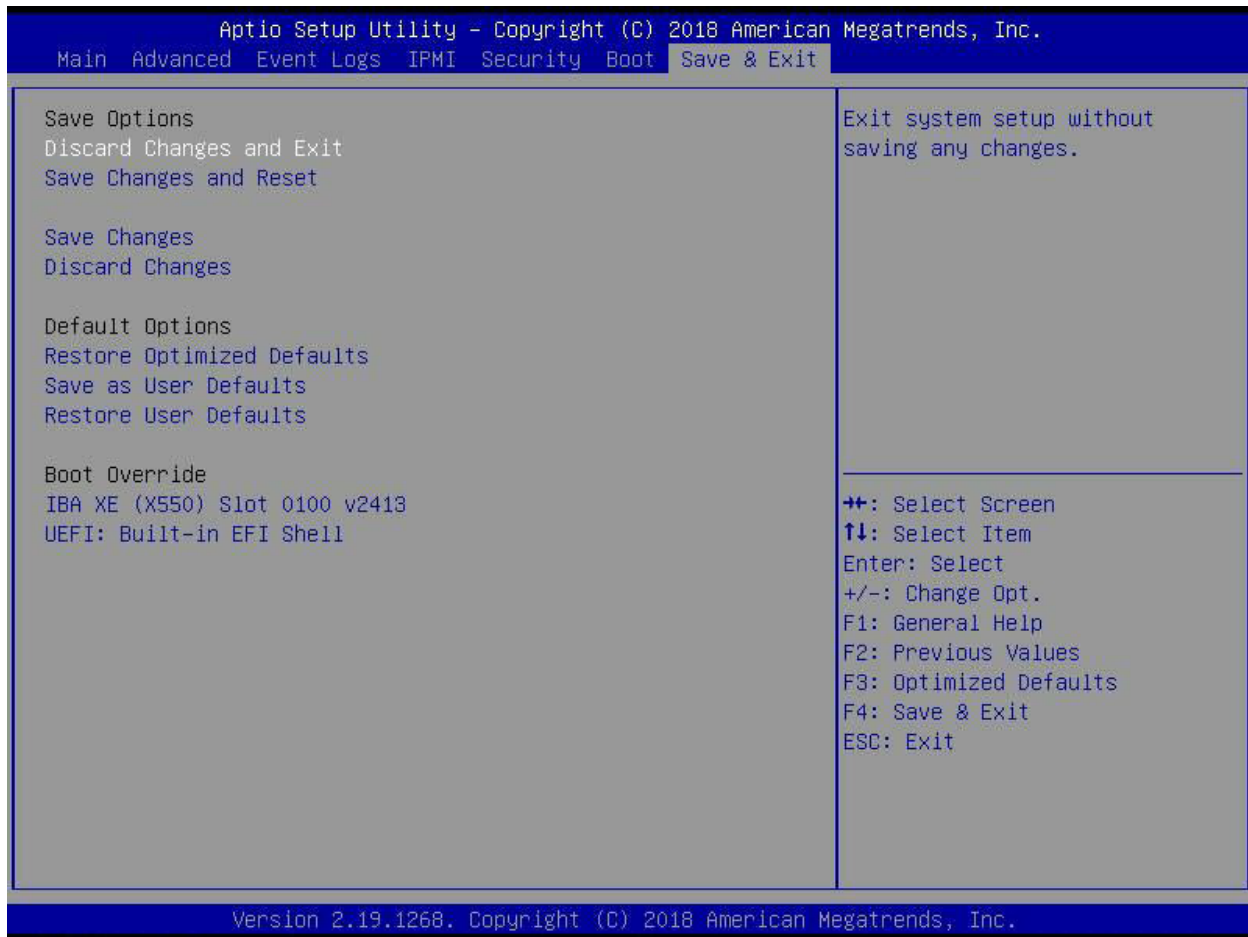 Aptio Setup Utility – Copyright (C) 2018 American Megatrends, Inc.
Main Advanced Event Logs IPMI Security Boot Save & Exit
Save Options
Discard Changes and Exit
Save Changes and Reset
Save Changes
Discard Changes
Default Options
Restore Optimized Defaults
Save as User Defaults
Restore User Defaults
Boot Override
IBA XE (X550) Slot 0100 v2413
UEFI: Built-in EFI Shell
Exit system setup without
saving any changes.
→←: Select Screen
↑↓: Select Item
Enter: Select
+/-: Change Opt.
F1: General Help
F2: Previous Values
F3: Optimized Defaults
F4: Save & Exit
ESC: Exit
Version 2.19.1268. Copyright (C) 2018 American Megatrends, Inc.